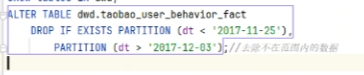 ALTER TABLE dwd.taobao_user_behavior_fact
DROP IF EXISTS PARTITION (dt < '2017-11-25'),
PARTITION (dt > '2017-12-03');//去除不在范围内的数据